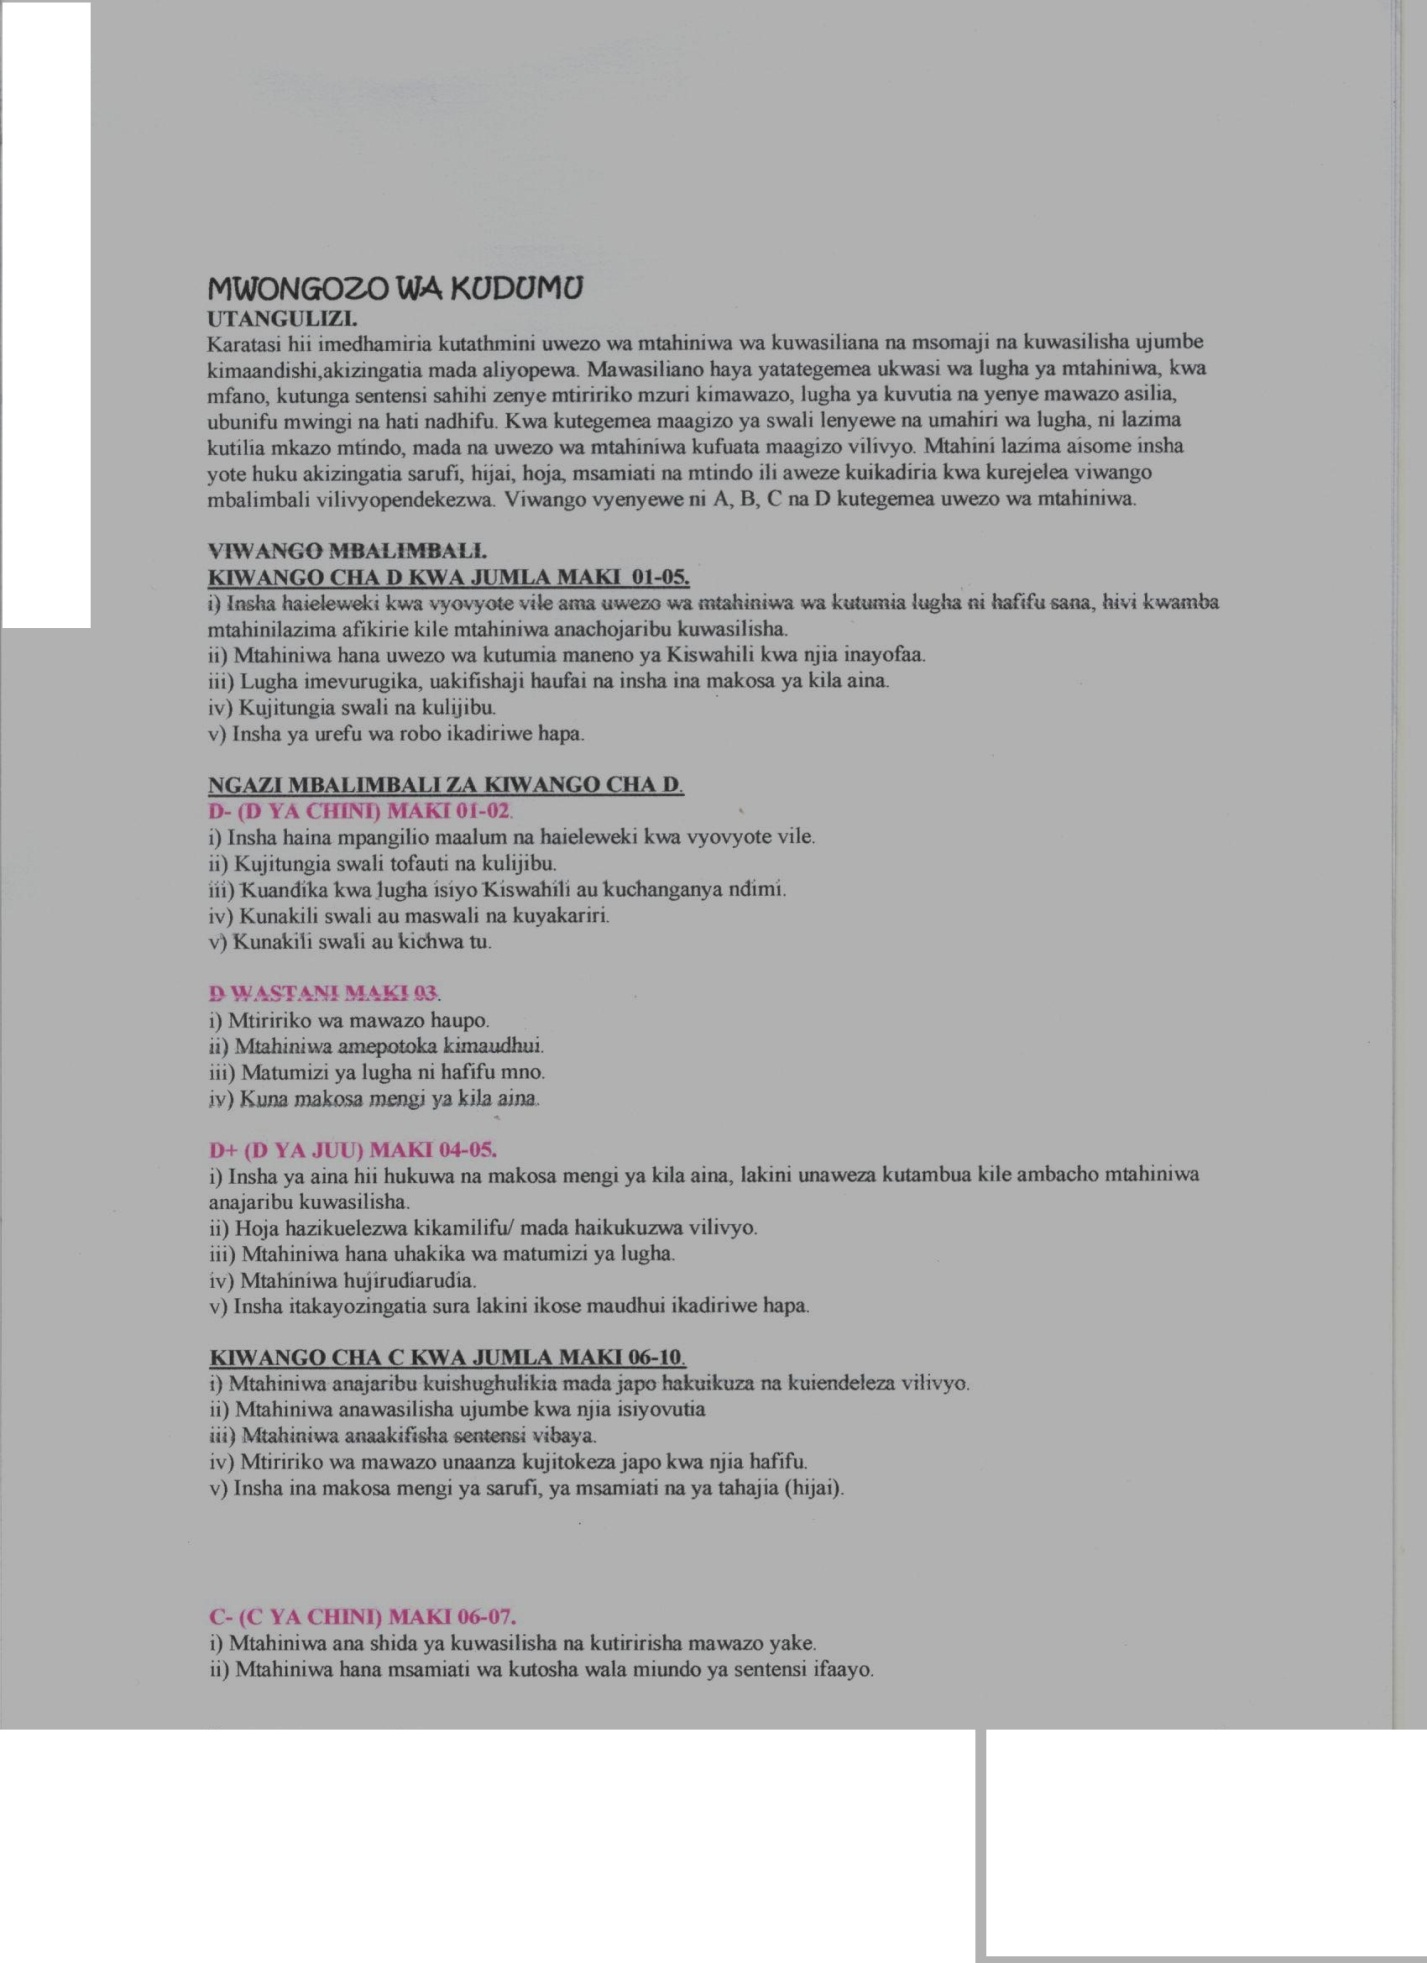 MWONGOZO WA KUDUMU
UTANGULIZI.
Karatasi hii imedhamiria kutathmini uwezo wa mtahiniwa wa kuwasiliana na msomaji na kuwasilisha ujumbe
kimaandishi,akizingatia mada aliyopewa. Mawasiliano haya yatategemea ukwasi wa lugha ya mtahiniwa, kwa
mfano, kutunga sentensi sahihi zenye mtiririko mzuri kimawazo, lugha ya kuvutia na yenye mawazo asilia,
ubunifu mwingi na hati nadhifu. Kwa kutegemea maagizo ya swali lenyewe na umahiri wa lugha, ni lazima
kutilia mkazo mtindo, mada na uwezo wa mtahiniwa kufuata maagizo vilivyo. Mtahini lazima aisome insha
yote huku akizingatia sarufi, hijai, hoja, msamiati na mtindo ili aweze kuikadiria kwa kurejelea viwango
mbalimbali vilivyopendekezwa. Viwango vyenyewe ni A, B, C na D kutegemea uwezo wa mtahiniwa.
VIWANGO MBALIMBALI.
KIWANGO CHA D KWA JUMLA MAKI 01-05.
i) Insha haieleweki kwa vyovyote vile ama uwezo wa mtahiniwa wa kutumia lugha ni hafifu sana, hivi kwamba
mtahinilazima afikirie kile mtahiniwa anachojaribu kuwasilisha.
ii) Mtahiniwa hana uwezo wa kutumia maneno ya Kiswahili kwa njia inayofaa.
iii) Lugha imevurugika, uakifishaji haufai na insha ina makosa ya kila aina.
iv) Kujitungia swali na kulijibu.
v) Insha ya urefu wa robo ikadiriwe hapa.
NGAZI MBALIMBALI ZA KIWANGO CHA D.
D- (D YA CHINI) MAKI 01-02.
i) Insha haina mpangilio maalum na haieleweki kwa vyovyote vile.
ii) Kujitungia swali tofauti na kulijibu.
iii) Kuandika kwa lugha isiyo Kiswahili au kuchanganya ndimi.
iv) Kunakili swali au maswali na kuyakariri.
v) Kunakili swali au kichwa tu.
D WASTANI MAKI 03.
i) Mtiririko wa mawazo haupo.
ii) Mtahiniwa amepotoka kimaudhui.
iii) Matumizi ya lugha ni hafifu mno.
iv) Kuna makosa mengi ya kila aina.
D+ (D YA JUU) MAKI 04-05.
i) Insha ya aina hii hukuwa na makosa mengi ya kila aina, lakini unaweza kutambua kile ambacho mtahiniwa
anajaribu kuwasilisha.
ii) Hoja hazikuelezwa kikamilifu/ mada haikukuzwa vilivyo.
iii) Mtahiniwa hana uhakika wa matumizi ya lugha.
iv) Mtahiniwa hujirudiarudia.
v) Insha itakayozingatia sura lakini ikose maudhui ikadiriwe hapa.
KIWANGO CHA C KWA JUMLA MAKI 06-10.
i) Mtahiniwa anajaribu kuishughulikia mada japo hakuikuza na kuiendeleza vilivyo.
ii) Mtahiniwa anawasilisha ujumbe kwa njia isiyovutia
iii) Mtahiniwa anaakifisha sentensi vibaya.
iv) Mtiririko wa mawazo unaanza kujitokeza japo kwa njia hafifu.
v) Insha ina makosa mengi ya sarufi, ya msamiati na ya tahajia (hijai).
C- (C YA CHINI) MAKI 06-07.
i) Mtahiniwa ana shida ya kuwasilisha na kutiririsha mawazo yake.
ii) Mtahiniwa hana msamiati wa kutosha wala miundo ya sentensi ifaayo.